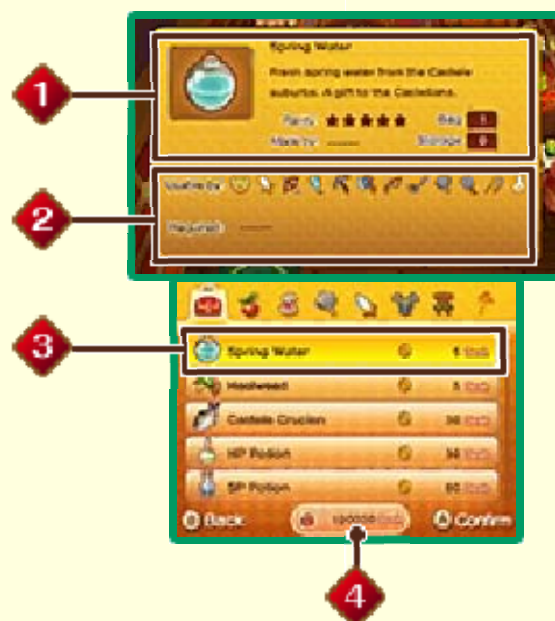 1
Spring Water
Fresh spring water from the Castele
suburbs. A gift to the Castelians.
Rarity ★★★★★ Bag
Made by ----- Storage
2
Usable by
Required -----
3
Spring Water
Healweed
Castele Crucian
HP Potion
SP Potion
Back
Confirm
4